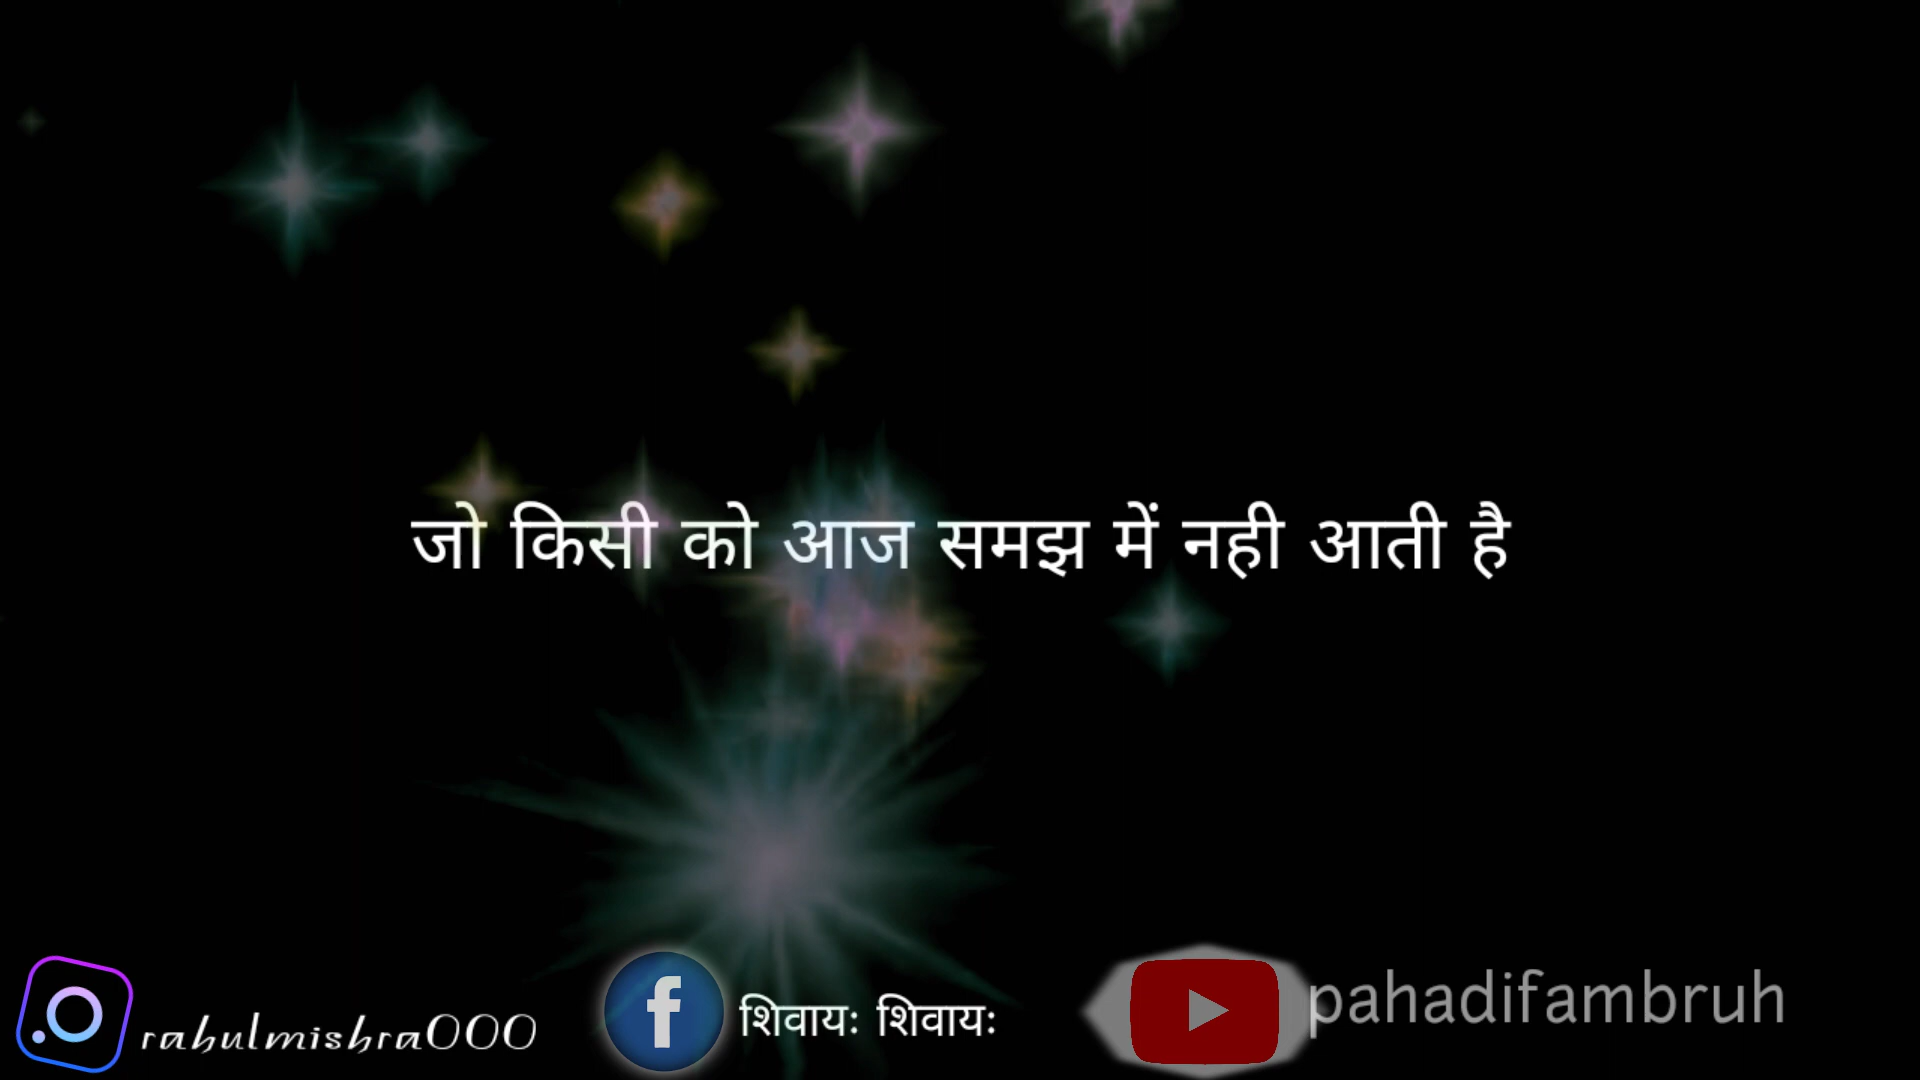 जो किसी को आज समझ में नही आती है
rahulmishra000
शिवायः शिवायः
pahadifambruh